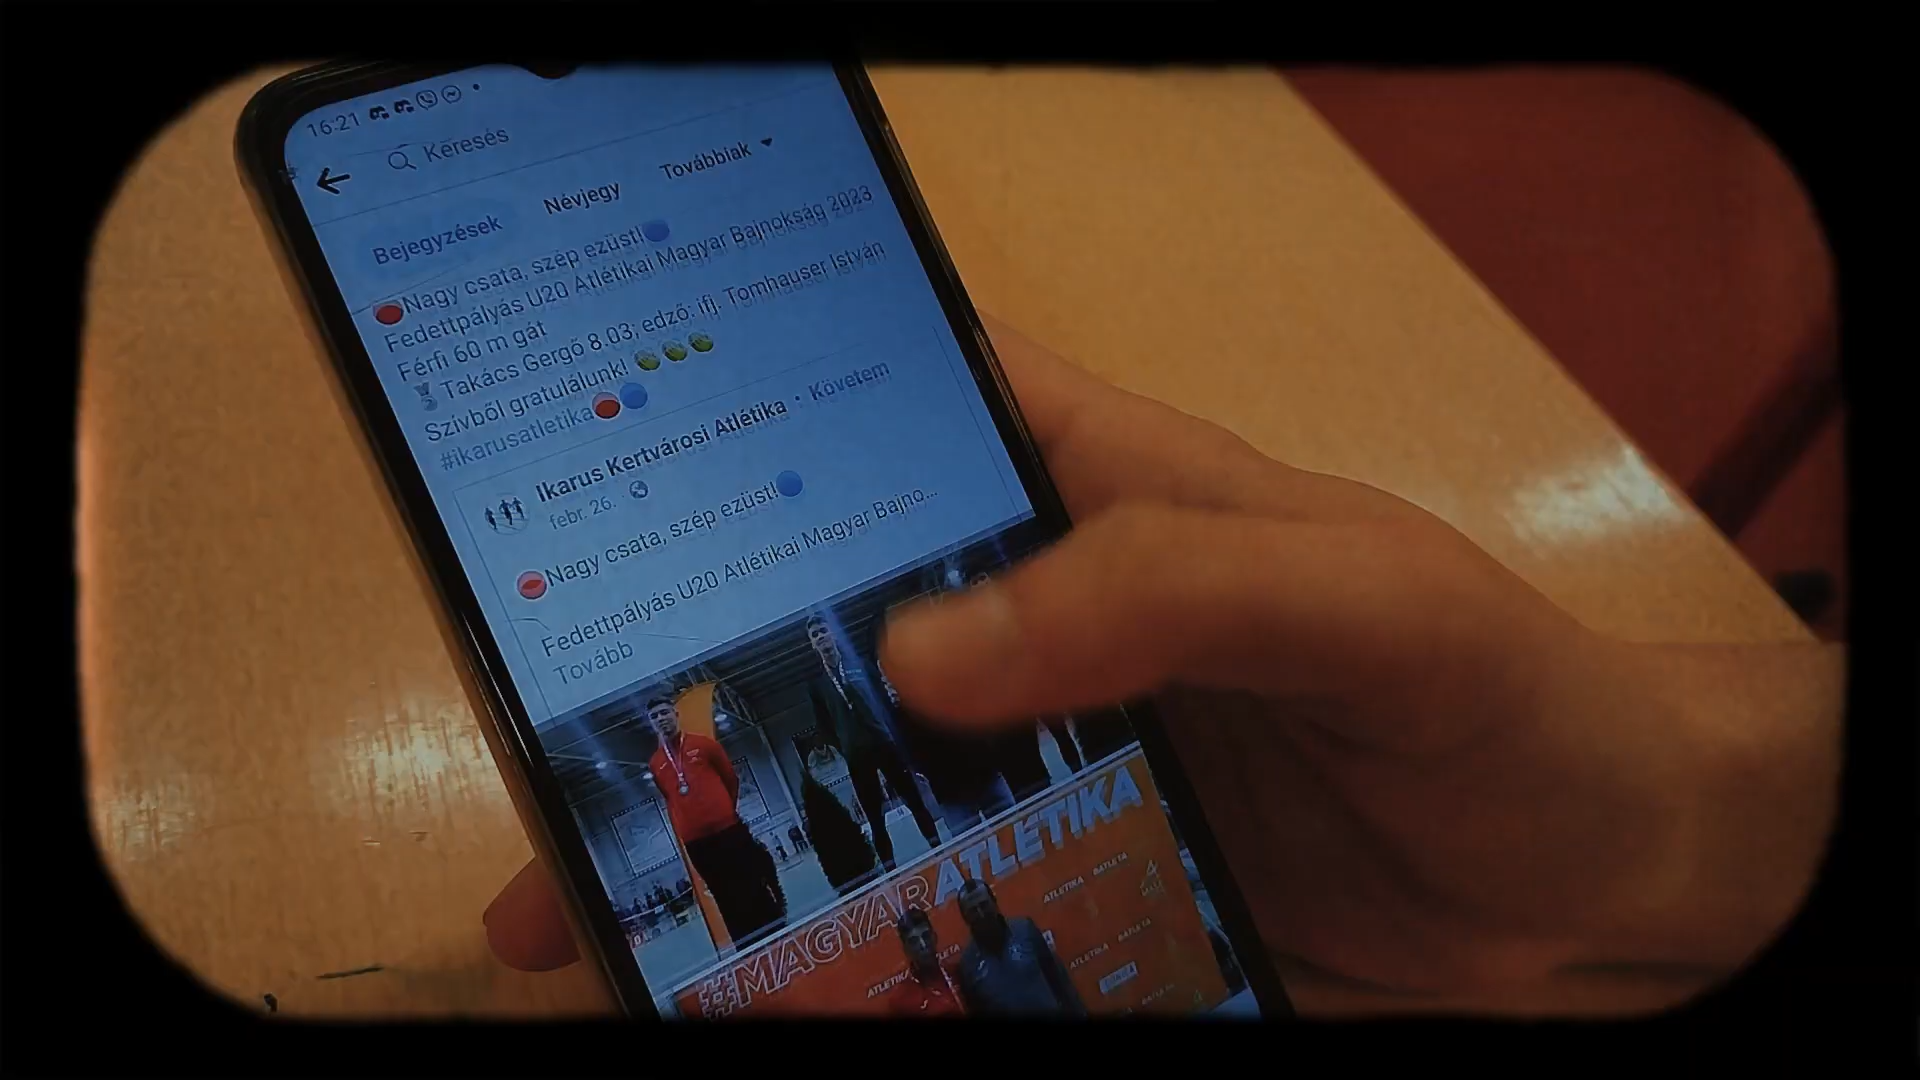 16:21
Keresés
Bejegyzések
Névjegy
Továbbiak
Nagy csata, szép ezüst!
Fedettpályás U20 Atlétikai Magyar Bajnokság 2023
Férfi 60 m gát
Takács Gergő 8.03; edző: ifj. Tomhauser István
Szívből gratulálunk!
#ikarusatletika
Ikarus Kertvárosi Atlétika · Követem
febr. 26.
Nagy csata, szép ezüst!
Fedettpályás U20 Atlétikai Magyar Bajno...
Tovább
#MAGYARATLÉTIKA